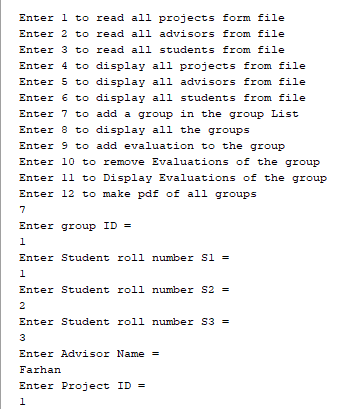 Enter 1 to read all projects form file
Enter 2 to read all advisors from file
Enter 3 to read all students from file
Enter 4 to display all projects from file
Enter 5 to display all advisors from file
Enter 6 to display all students from file
Enter 7 to add a group in the group List
Enter 8 to display all the groups
Enter 9 to add evaluation to the group
Enter 10 to remove Evaluations of the group
Enter 11 to Display Evaluations of the group
Enter 12 to make pdf of all groups
7
Enter group ID =
1
Enter Student roll number S1 =
1
Enter Student roll number S2 =
2
Enter Student roll number S3 =
3
Enter Advisor Name =
Farhan
Enter Project ID =
1